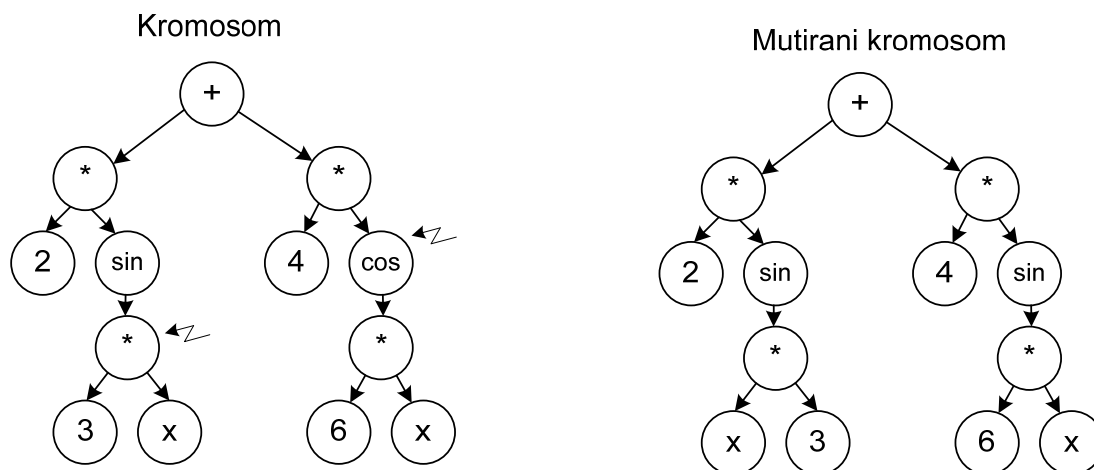 Kromosom
+
* *
2 sin 4 cos
* *
3 x 6 x
Mutirani kromosom
+
* *
2 sin 4 sin
* *
x 3 6 x